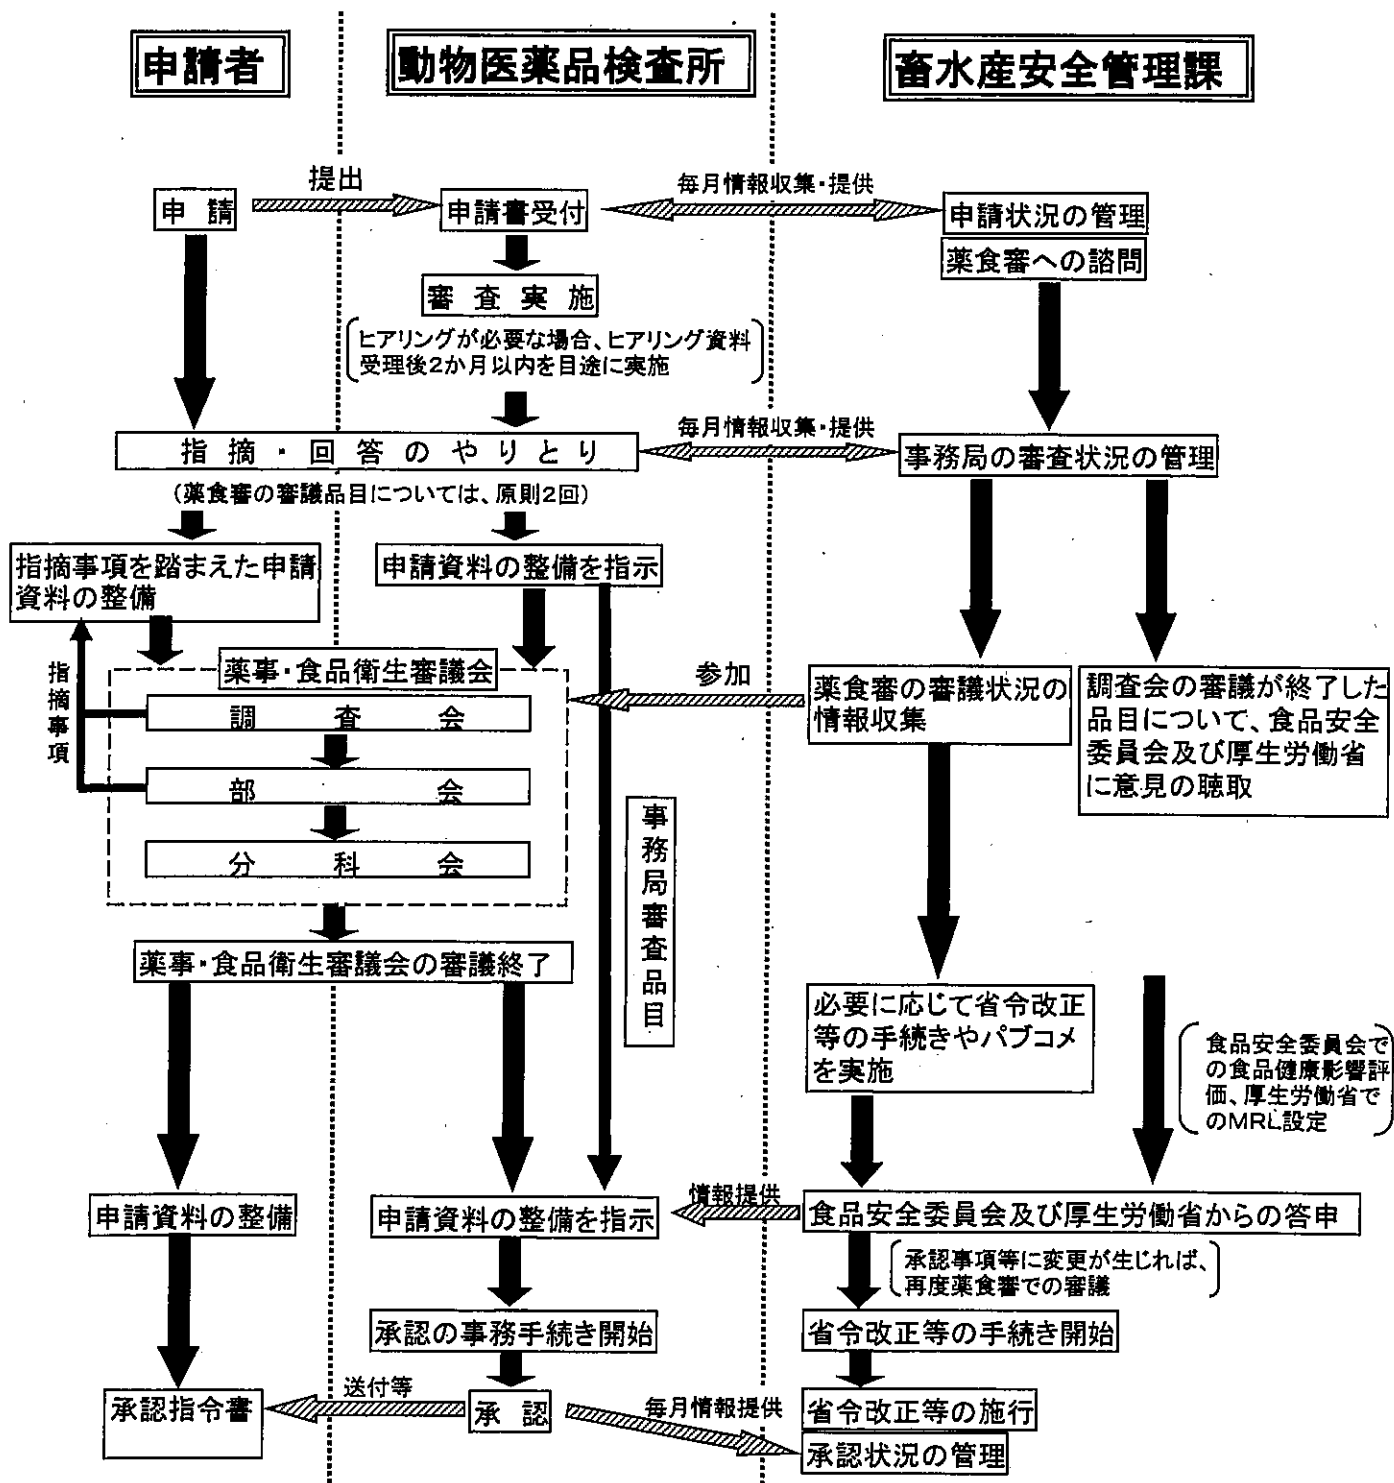 申請者
動物医薬品検査所
畜水産安全管理課
提出
毎月情報収集・提供
申請
申請書受付
申請状況の管理
薬食審への諮問
審査実施
ヒアリングが必要な場合、ヒアリング資料
受理後2か月以内を目途に実施
毎月情報収集・提供
指摘・回答のやりとり
事務局の審査状況の管理
(薬食審の審議品目については、原則2回)
指摘事項を踏まえた申請
資料の整備
申請資料の整備を指示
指摘事項
薬事・食品衛生審議会
参加
薬食審の審議状況の
情報収集
調査会の審議が終了した
品目について、食品安全
委員会及び厚生労働省
に意見の聴取
調査会
部会
分科会
事務局審査品目
薬事・食品衛生審議会の審議終了
必要に応じて省令改正
等の手続きやパブコメ
を実施
食品安全委員会で
の食品健康影響評
価、厚生労働省で
のMRL設定
申請資料の整備
申請資料の整備を指示
情報提供
食品安全委員会及び厚生労働省からの答申
承認事項等に変更が生じれば、
再度薬食審での審議
承認の事務手続き開始
省令改正等の手続き開始
承認指令書
送付等
承認
毎月情報提供
省令改正等の施行
承認状況の管理